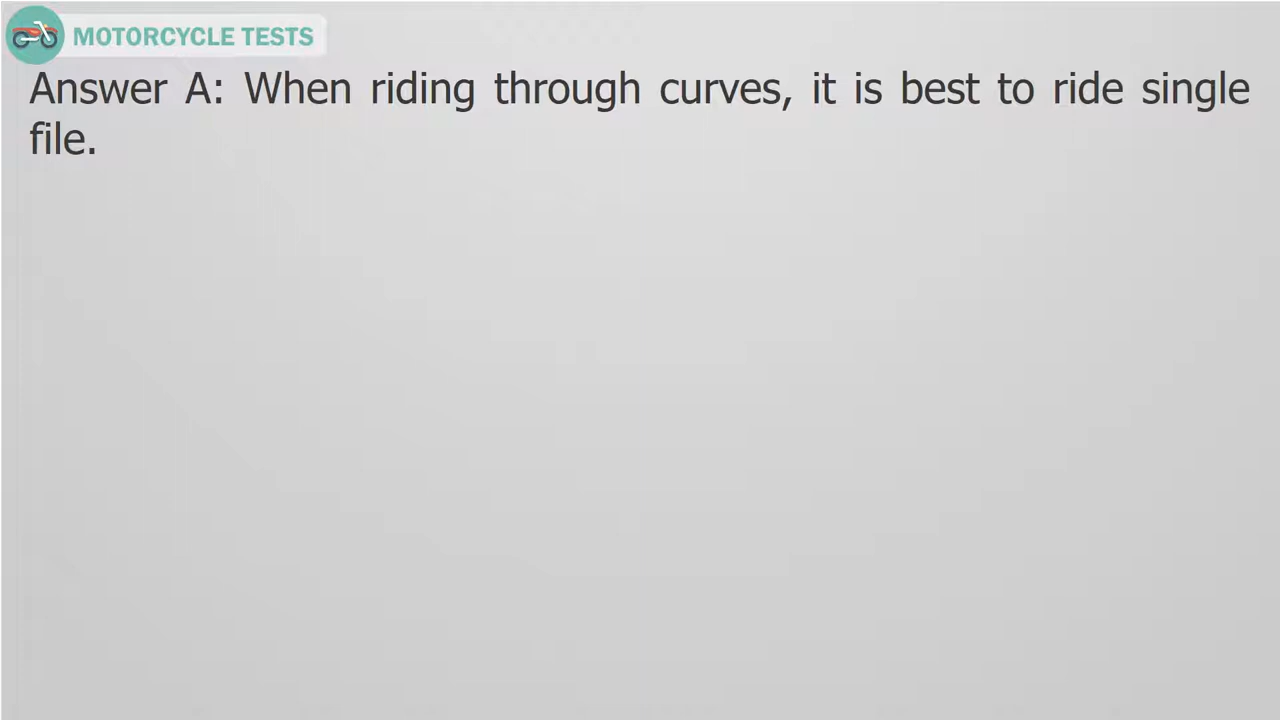 MOTORCYCLE TESTS
Answer A: When riding through curves, it is best to ride single
file.